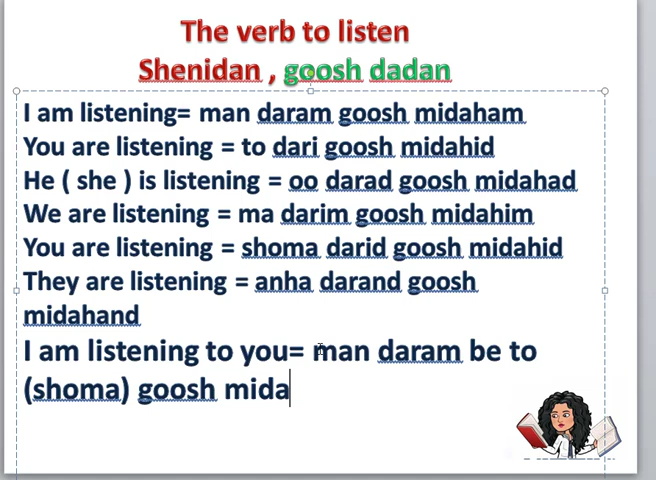 The verb to listen
Shenidan , goosh dadan
I am listening= man daram goosh midaham
You are listening = to dari goosh midahid
He ( she ) is listening = oo darad goosh midahad
We are listening = ma darim goosh midahim
You are listening = shoma darid goosh midahid
They are listening = anha darand goosh
midahand
I am listening to you= man daram be to
(shoma) goosh mida